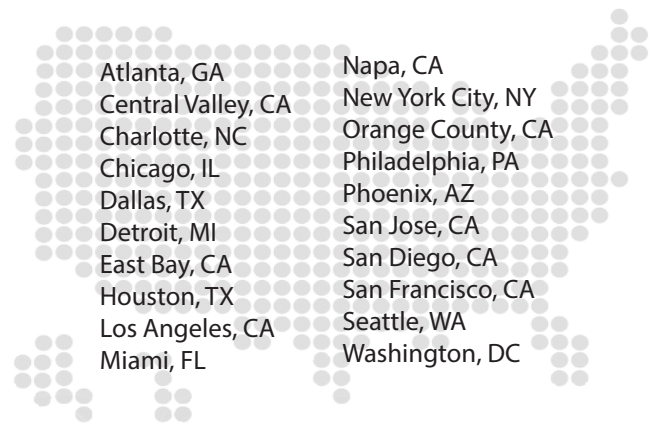 Atlanta, GA
Central Valley, CA
Charlotte, NC
Chicago, IL
Dallas, TX
Detroit, MI
East Bay, CA
Houston, TX
Los Angeles, CA
Miami, FL
Napa, CA
New York City, NY
Orange County, CA
Philadelphia, PA
Phoenix, AZ
San Jose, CA
San Diego, CA
San Francisco, CA
Seattle, WA
Washington, DC